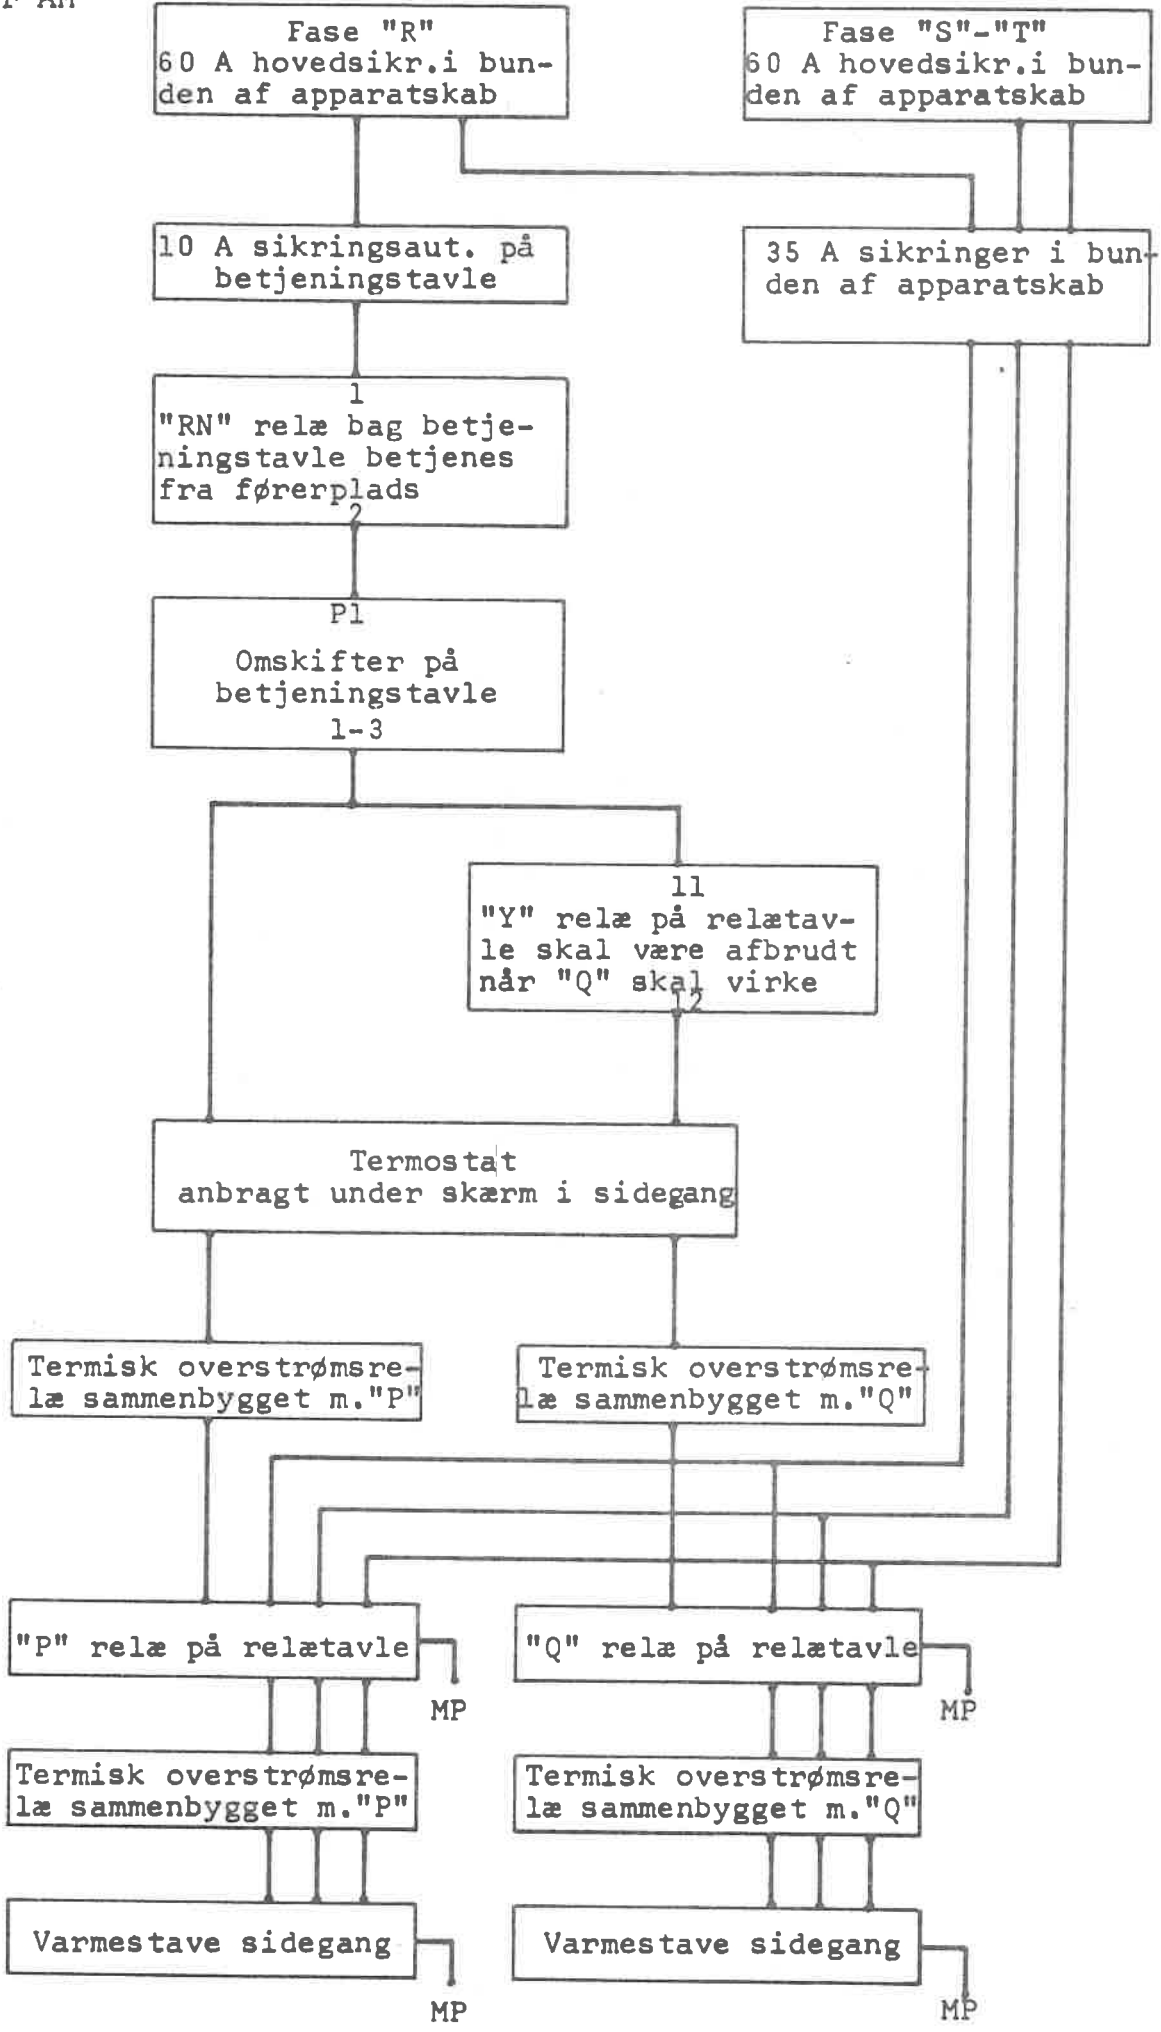 Fase "R"
60 A hovedsikr.i bun-
den af apparatskab
Fase "S"-"T"
60 A hovedsikr.i bun-
den af apparatskab
10 A sikringsaut. på
betjeningstavle
35 A sikringer i bun-
den af apparatskab
1
"RN" relæ bag betje-
ningstavle betjenes
fra førerplads
2
P1
Omskifter på
betjeningstavle
1-3
11
"Y" relæ på relætav-
le skal være afbrudt
når "Q" skal virke
12
Termostat
anbragt under skærm i sidegang
Termisk overstrømsre-
læ sammenbygget m."P"
Termisk overstrømsre-
læ sammenbygget m."Q"
"P" relæ på relætavle
MP
"Q" relæ på relætavle
MP
Termisk overstrømsre-
læ sammenbygget m."P"
Termisk overstrømsre-
læ sammenbygget m."Q"
Varmestave sidegang
MP
Varmestave sidegang
MP